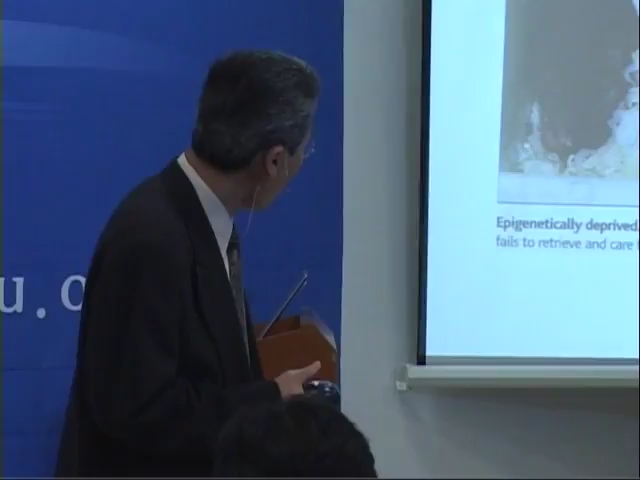 u.o
Epigenetically deprived.
fails to retrieve and care